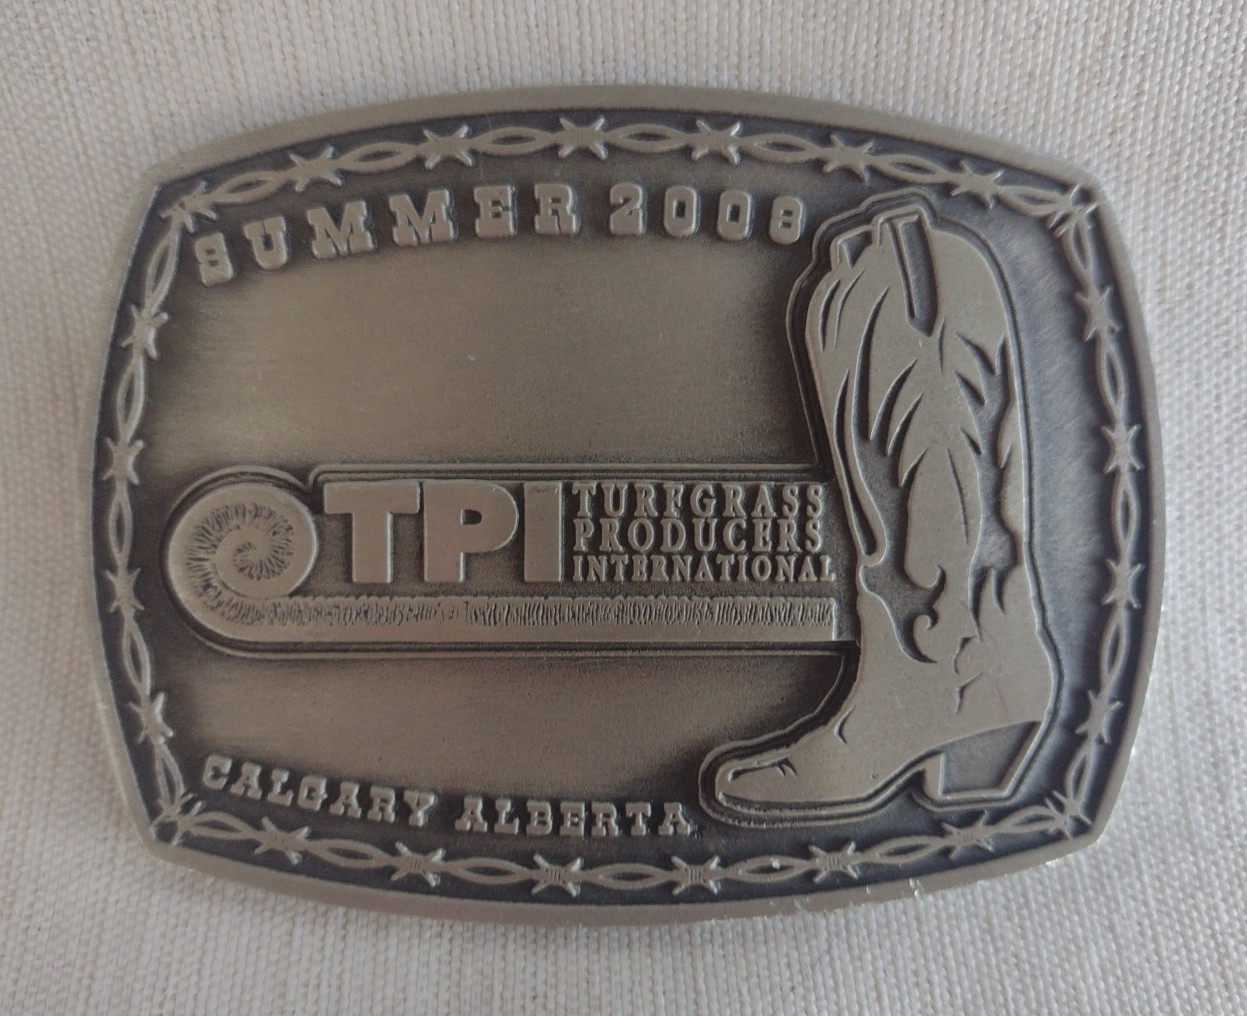 SUMMER 2008
TPI
TURFGRASS
PRODUCERS
INTERNATIONAL
CALGARY ALBERTA